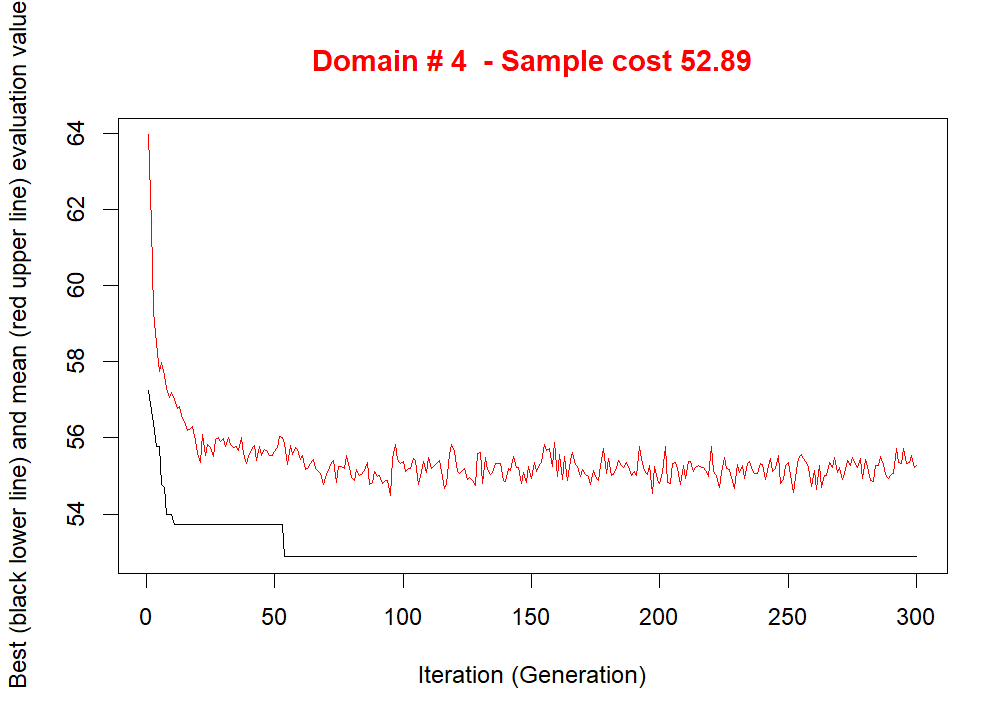 Domain # 4  - Sample cost 52.89
Best (black lower line) and mean (red upper line) evaluation value
64
62
60
58
56
54
0 50 100 150 200 250 300
Iteration (Generation)